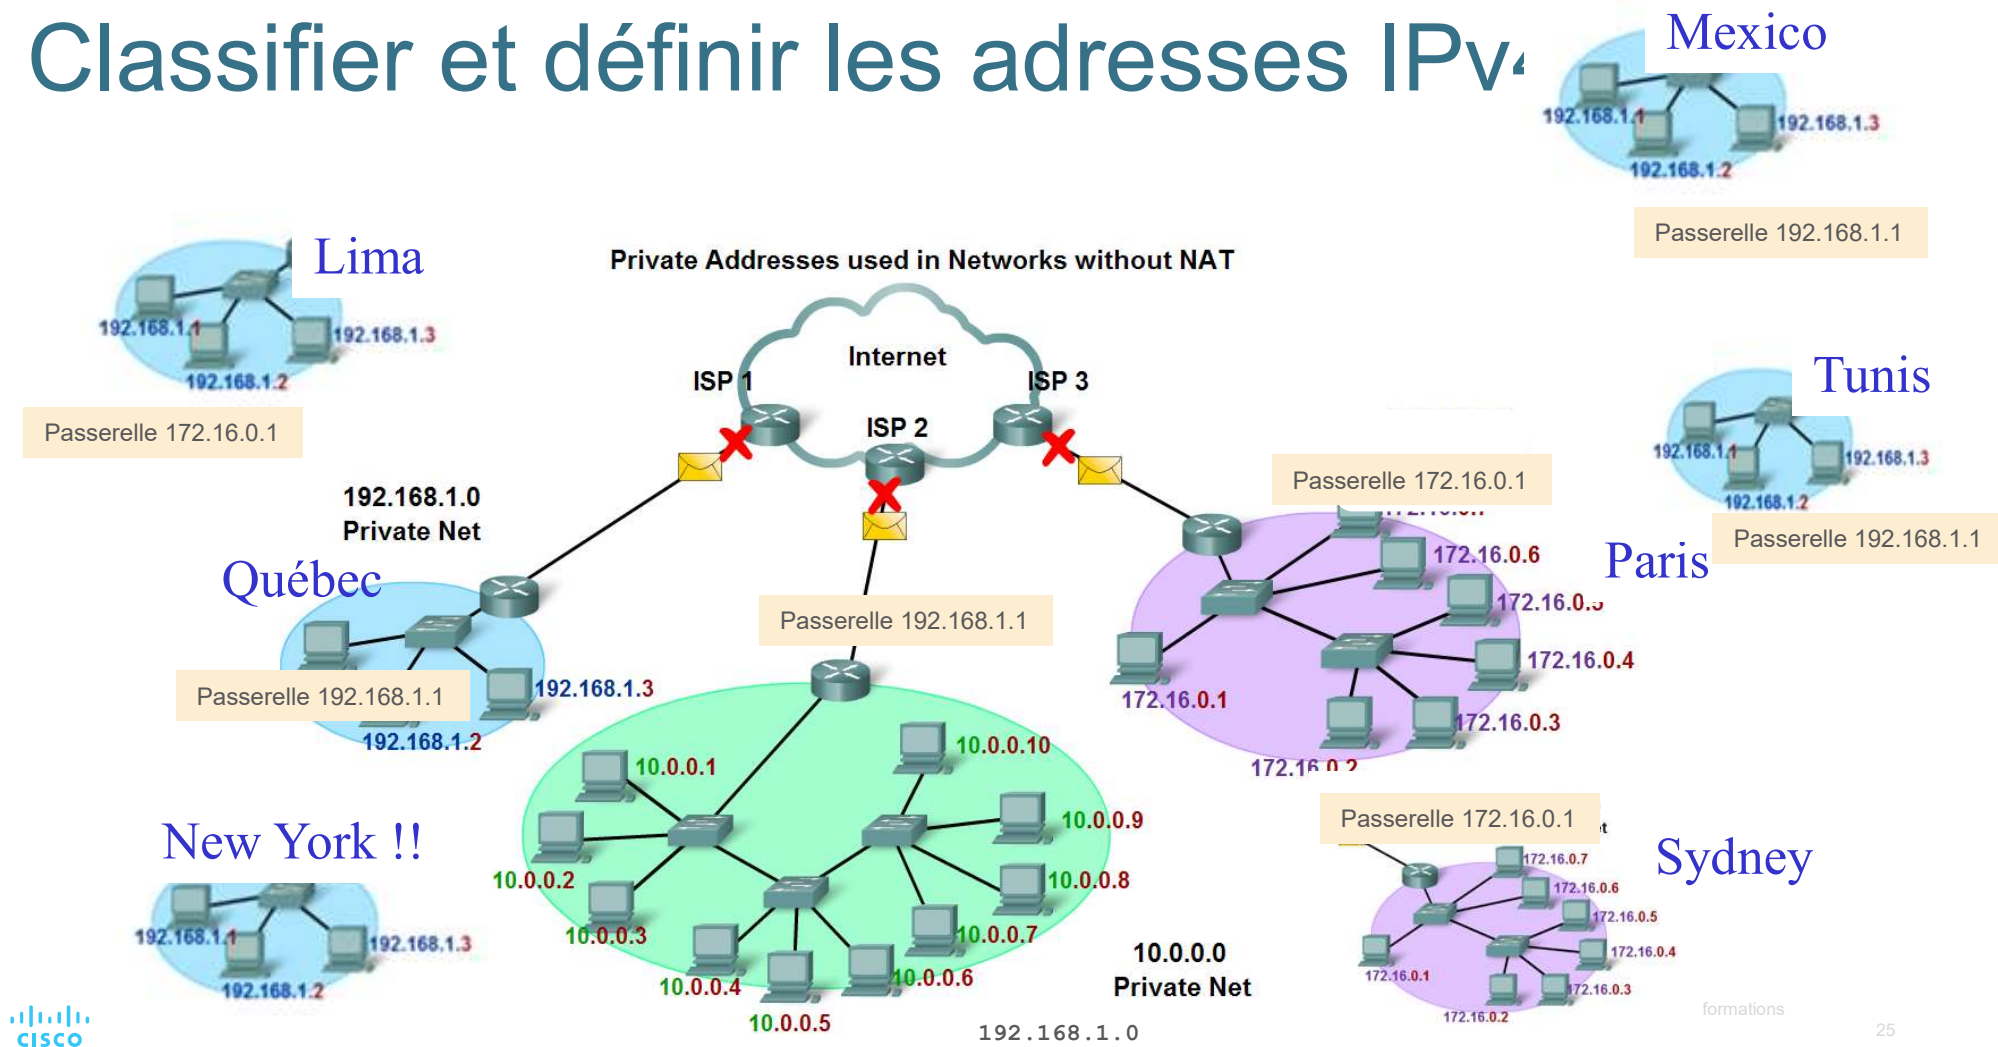 Classifier et définir les adresses IPv4
Mexico
192.168.1.1
192.168.1.3
192.168.1.2
Passerelle 192.168.1.1
Lima
192.168.1.1
192.168.1.3
192.168.1.2
Passerelle 172.16.0.1
Private Addresses used in Networks without NAT
Internet
ISP 1
ISP 2
ISP 3
Tunis
192.168.1.1
192.168.1.3
192.168.1.2
Passerelle 192.168.1.1
192.168.1.0
Private Net
Québec
Passerelle 192.168.1.1
192.168.1.3
192.168.1.2
Passerelle 192.168.1.1
10.0.0.1
10.0.0.2
10.0.0.3
10.0.0.4
10.0.0.5
10.0.0.6
10.0.0.7
10.0.0.8
10.0.0.9
10.0.0.10
10.0.0.0
Private Net
Passerelle 172.16.0.1
Paris
172.16.0.6
172.16.0.5
172.16.0.4
172.16.0.3
172.16.0.2
172.16.0.1
New York !!
192.168.1.1
192.168.1.3
192.168.1.2
Passerelle 172.16.0.1
Sydney
172.16.0.7
172.16.0.6
172.16.0.5
172.16.0.4
172.16.0.3
172.16.0.2
172.16.0.1
cisco
192.168.1.0
formations
25